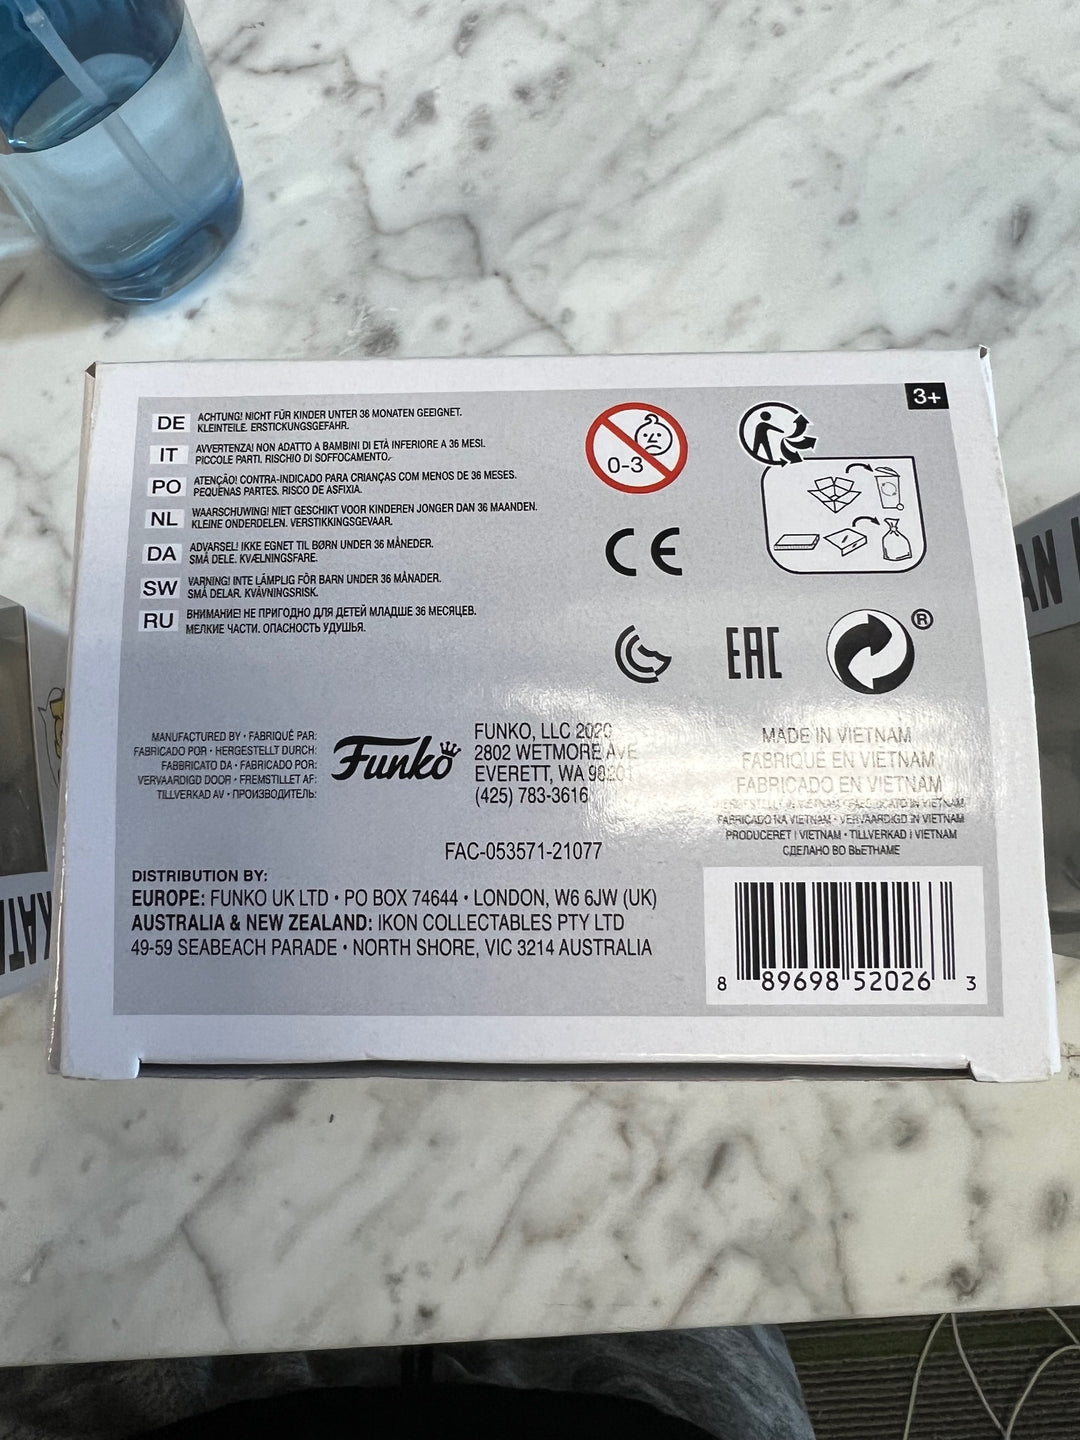 3+
DE ACHTUNG! NICHT FÜR KINDER UNTER 36 MONATEN GEEIGNET.
KLEINTEILE. ERSTICKUNGSGEFAHR.
IT AVVERTENZA! NON ADATTO A BAMBINI DI ETÀ INFERIORE A 36 MESI.
PICCOLE PARTI. RISCHIO DI SOFFOCAMENTO.
PO ATENÇÃO! CONTRA-INDICADO PARA CRIANÇAS COM MENOS DE 36 MESES.
PEQUENAS PARTES. RISCO DE ASFIXIA.
NL WAARSCHUWING! NIET GESCHIKT VOOR KINDEREN JONGER DAN 36 MAANDEN.
KLEINE ONDERDELEN. VERSTIKKINGSGEVAAR.
DA ADVARSEL! IKKE EGNET TIL BØRN UNDER 36 MÅNEDER.
SMÅ DELE. KVÆLNINGSFARE.
SW VARNING! INTE LÄMPLIG FÖR BARN UNDER 36 MÅNADER.
SMÅ DELAR. KVÄVNINGSRISK.
RU ВНИМАНИЕ! НЕ ПРИГОДНО ДЛЯ ДЕТЕЙ МЛАДШЕ 36 МЕСЯЦЕВ.
МЕЛКИЕ ЧАСТИ. ОПАСНОСТЬ УДУШЬЯ.
0-3
CE
EAC
®
MANUFACTURED BY • FABRIQUÉ PAR:
FABRICADO POR • HERGESTELLT DURCH:
FABBRICATO DA • FABRICADO POR:
VERVAARDIGD DOOR • FREMSTILLET AF:
TILLVERKAD AV • ПРОИЗВОДИТЕЛЬ:
Funko
FUNKO, LLC 2020
2802 WETMORE AVE
EVERETT, WA 98201
(425) 783-3616
MADE IN VIETNAM
FABRIQUÉ EN VIETNAM
FABRICADO EN VIETNAM
HERGESTELLT IN VIETNAM • FABBRICATO IN VIETNAM
FABRICADO NA VIETNAM • VERVAARDIGD IN VIETNAM
PRODUCERET I VIETNAM • TILLVERKAD I VIETNAM
СДЕЛАНО ВО ВЬЕТНАМЕ
FAC-053571-21077
DISTRIBUTION BY:
EUROPE: FUNKO UK LTD • PO BOX 74644 • LONDON, W6 6JW (UK)
AUSTRALIA & NEW ZEALAND: IKON COLLECTABLES PTY LTD
49-59 SEABEACH PARADE • NORTH SHORE, VIC 3214 AUSTRALIA
8 89698 52026 3